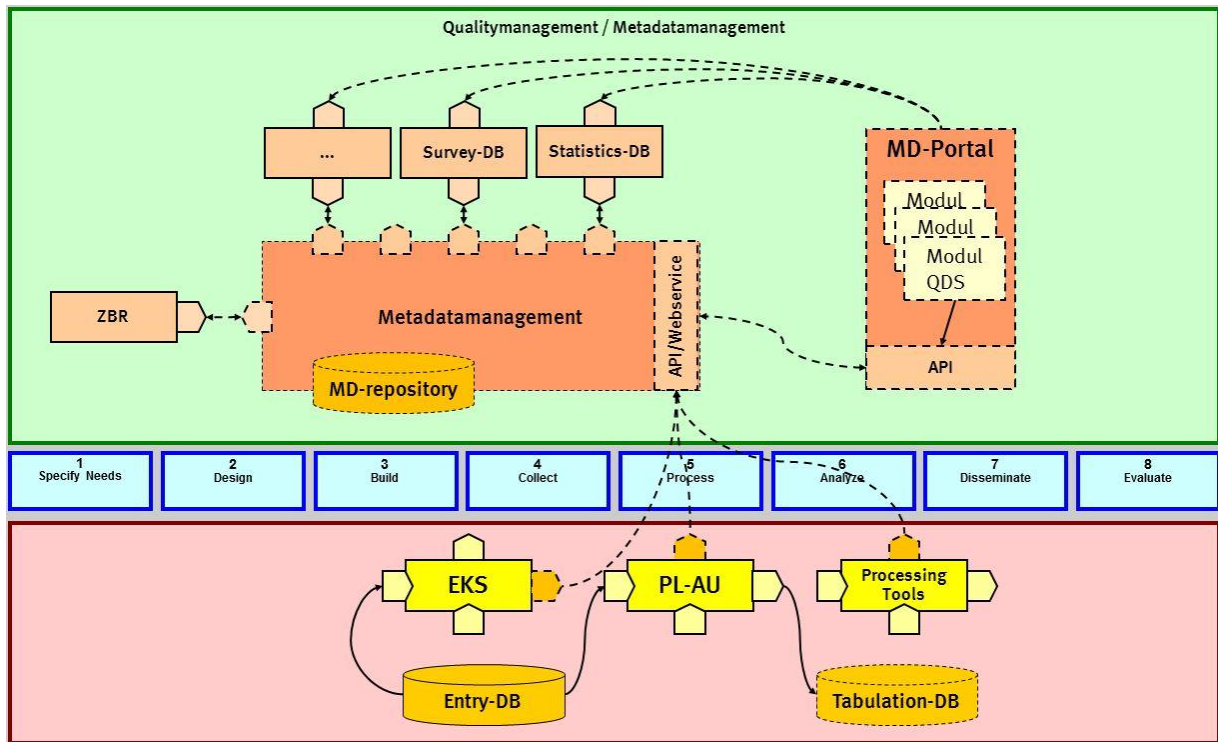 Qualitymanagement / Metadatamanagement
...
Survey-DB
Statistics-DB
MD-Portal
Modul
Modul
Modul
QDS
API
ZBR
Metadatamanagement
API/Webservice
MD-repository
1
Specify Needs
2
Design
3
Build
4
Collect
5
Process
6
Analyze
7
Disseminate
8
Evaluate
EKS
PL-AU
Processing
Tools
Entry-DB
Tabulation-DB